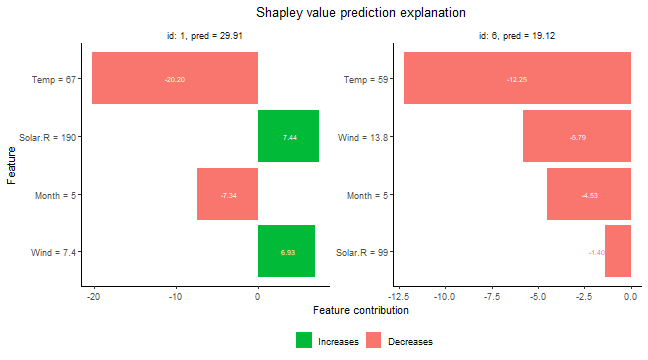 Shapley value prediction explanation
id: 1, pred = 29.91
id: 6, pred = 19.12
Feature
Temp = 67
Solar.R = 190
Month = 5
Wind = 7.4
-20.20
7.44
-7.34
6.93
-20
-10
0
Temp = 59
Wind = 13.8
Month = 5
Solar.R = 99
-12.25
-5.79
-4.53
-1.40
-12.5
-10.0
-7.5
-5.0
-2.5
0.0
Feature contribution
Increases
Decreases